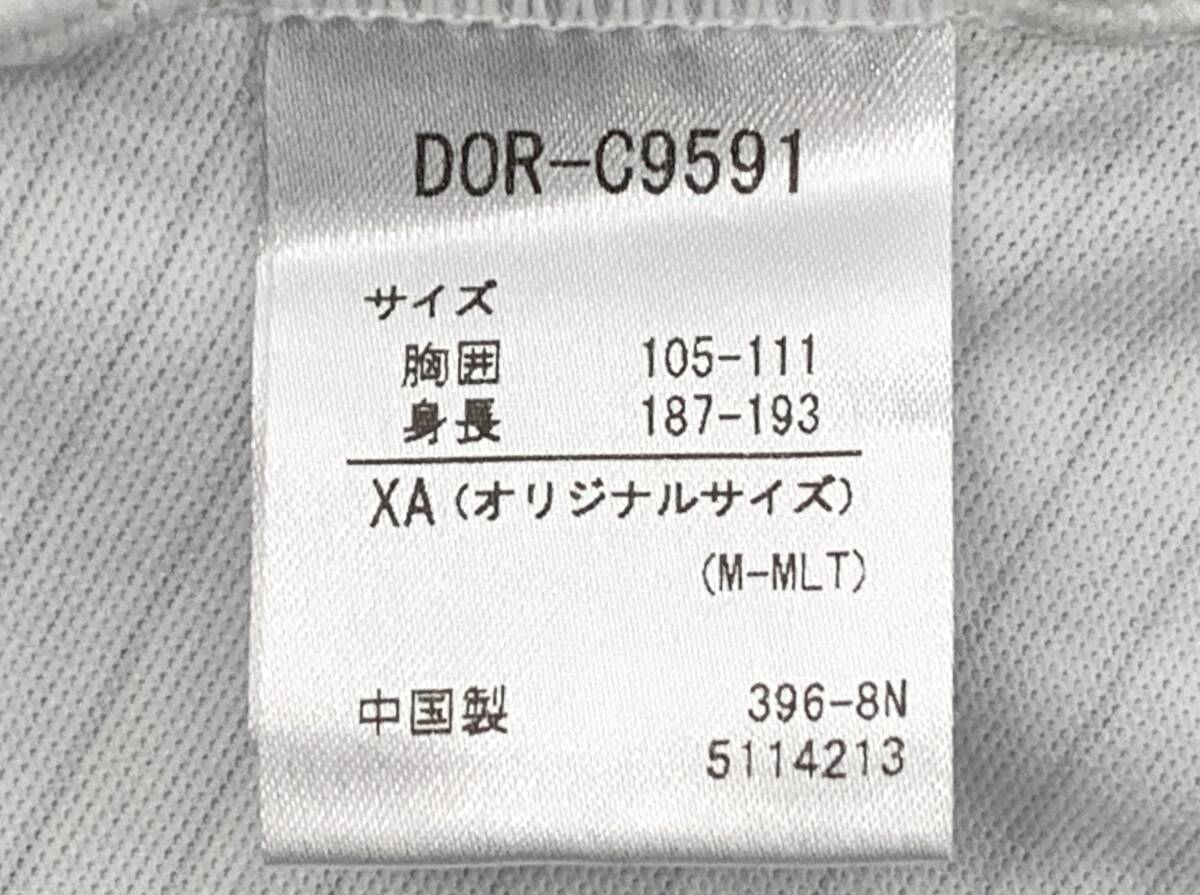 DOR-C9591
サイズ
胸囲 105-111
身長 187-193
XA (オリジナルサイズ)
(M-MLT)
中国製 396-8N
5114213